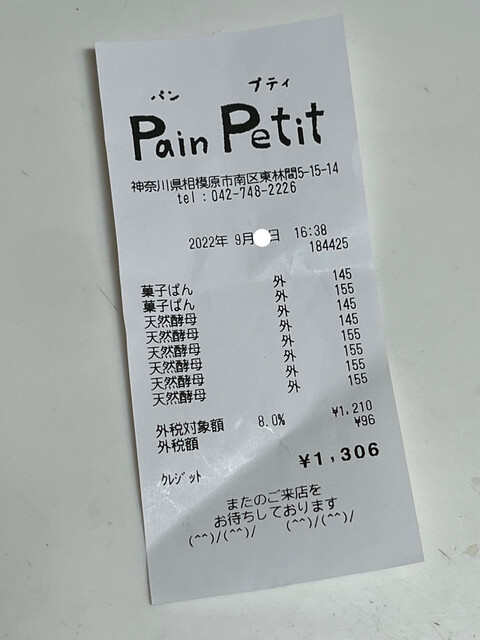 パン プティ
Pain Petit
神奈川県相模原市南区東林間5-15-14
tel：042-748-2226
2022年 9月 日 16:38
184425
菓子ぱん 外 145
菓子ぱん 外 155
天然酵母 外 145
天然酵母 外 145
天然酵母 外 155
天然酵母 外 155
天然酵母 外 155
天然酵母 外 155
外税対象額 8.0% ¥1,210
外税額 ¥96
¥1,306
クレジット
またのご来店を
お待ちしております
(^^)/(^^)/ (^^)/(^^)/